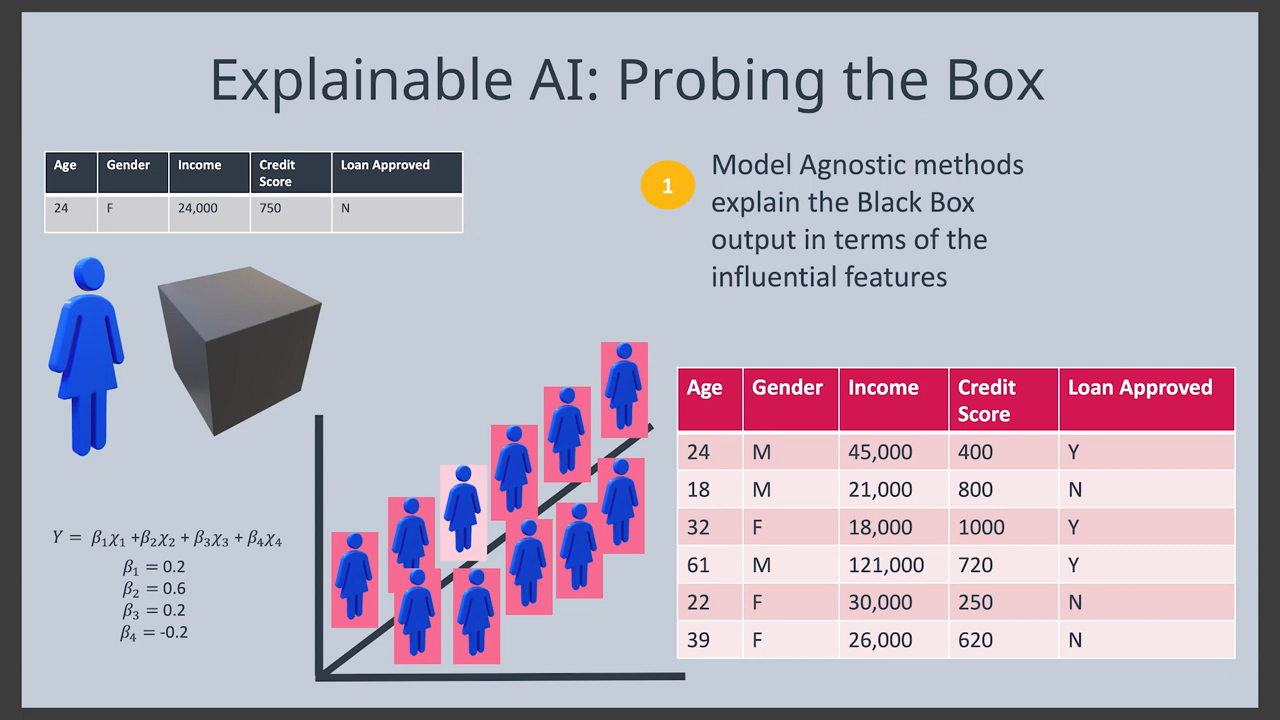 Explainable AI: Probing the Box
Age Gender Income Credit Score Loan Approved
24 F 24,000 750 N
1
Model Agnostic methods
explain the Black Box
output in terms of the
influential features
Y = β₁χ₁ +β₂χ₂ + β₃χ₃ + β₄χ₄
β₁ = 0.2
β₂ = 0.6
β₃ = 0.2
β₄ = -0.2
Age Gender Income Credit Score Loan Approved
24 M 45,000 400 Y
18 M 21,000 800 N
32 F 18,000 1000 Y
61 M 121,000 720 Y
22 F 30,000 250 N
39 F 26,000 620 N